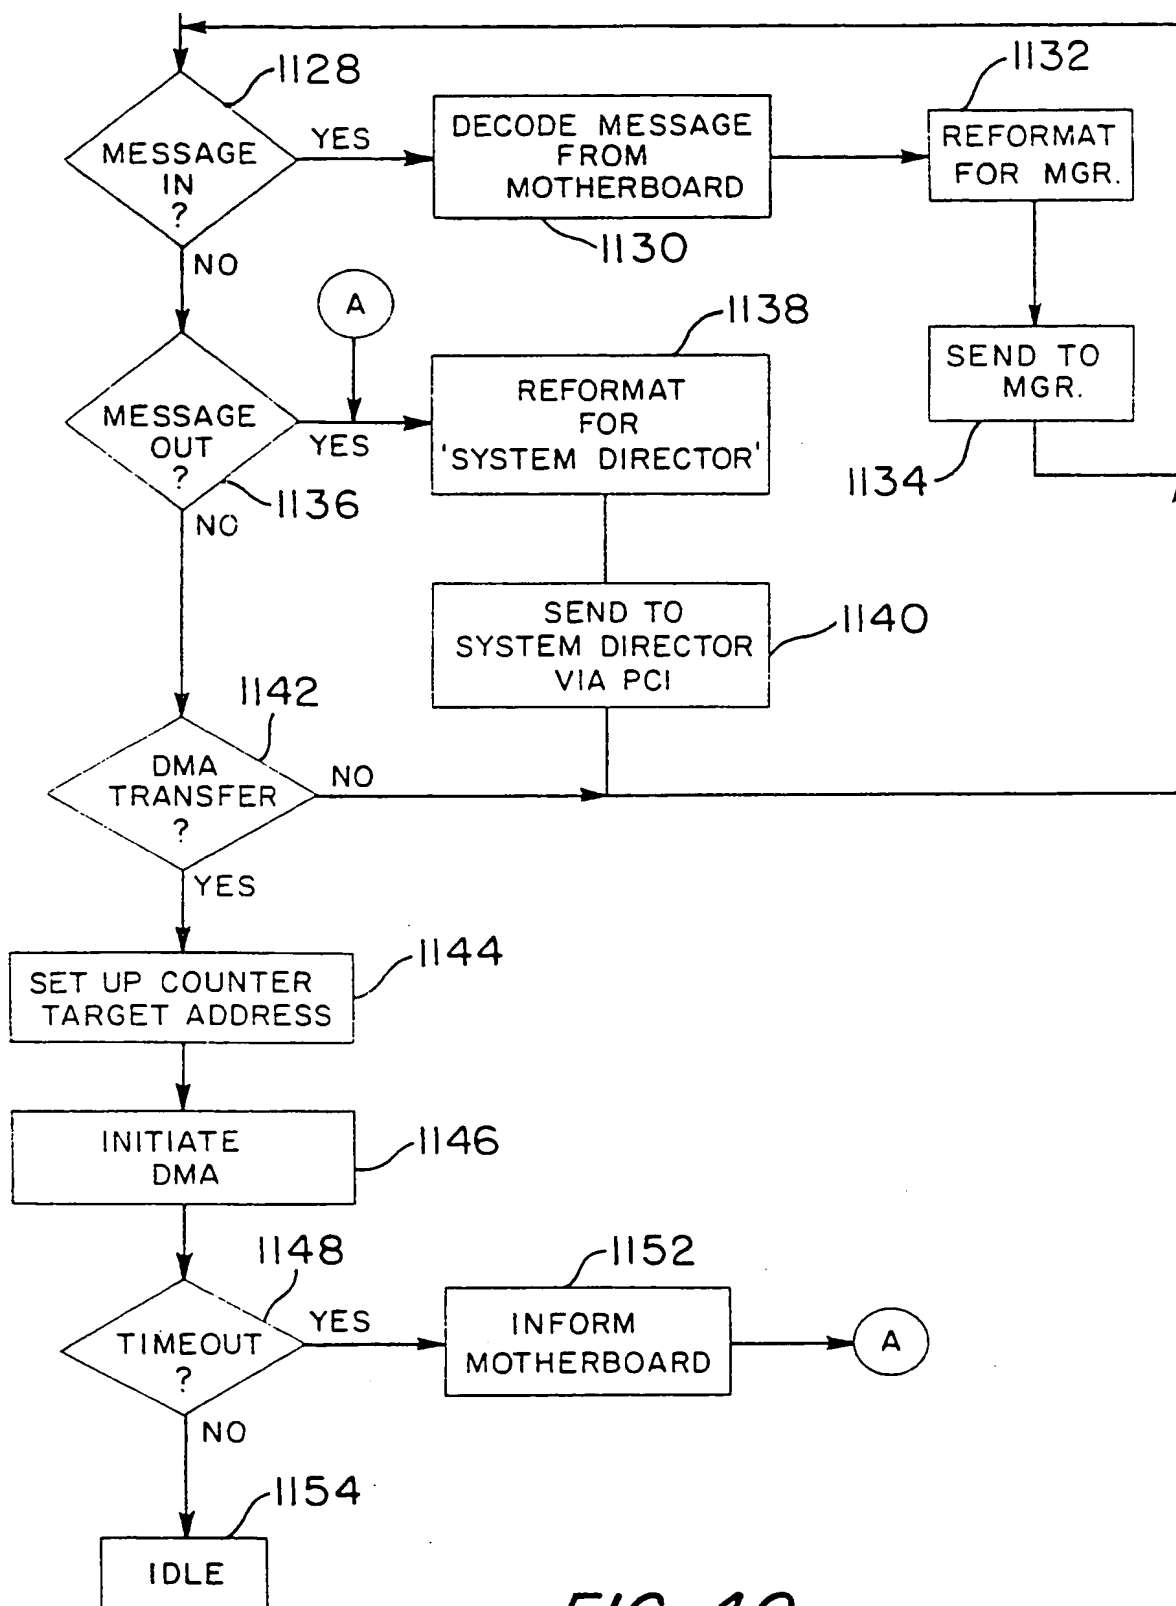 1128
MESSAGE
IN
?
YES
NO
DECODE MESSAGE
FROM
MOTHERBOARD
1130
1132
REFORMAT
FOR MGR.
SEND TO
MGR.
1134
A
MESSAGE
OUT
?
YES
1136
NO
1138
REFORMAT
FOR
'SYSTEM DIRECTOR'
SEND TO
SYSTEM DIRECTOR
VIA PCI
1140
1142
DMA
TRANSFER
?
NO
YES
SET UP COUNTER
TARGET ADDRESS
1144
INITIATE
DMA
1146
1148
TIMEOUT
?
YES
NO
1152
INFORM
MOTHERBOARD
A
1154
IDLE